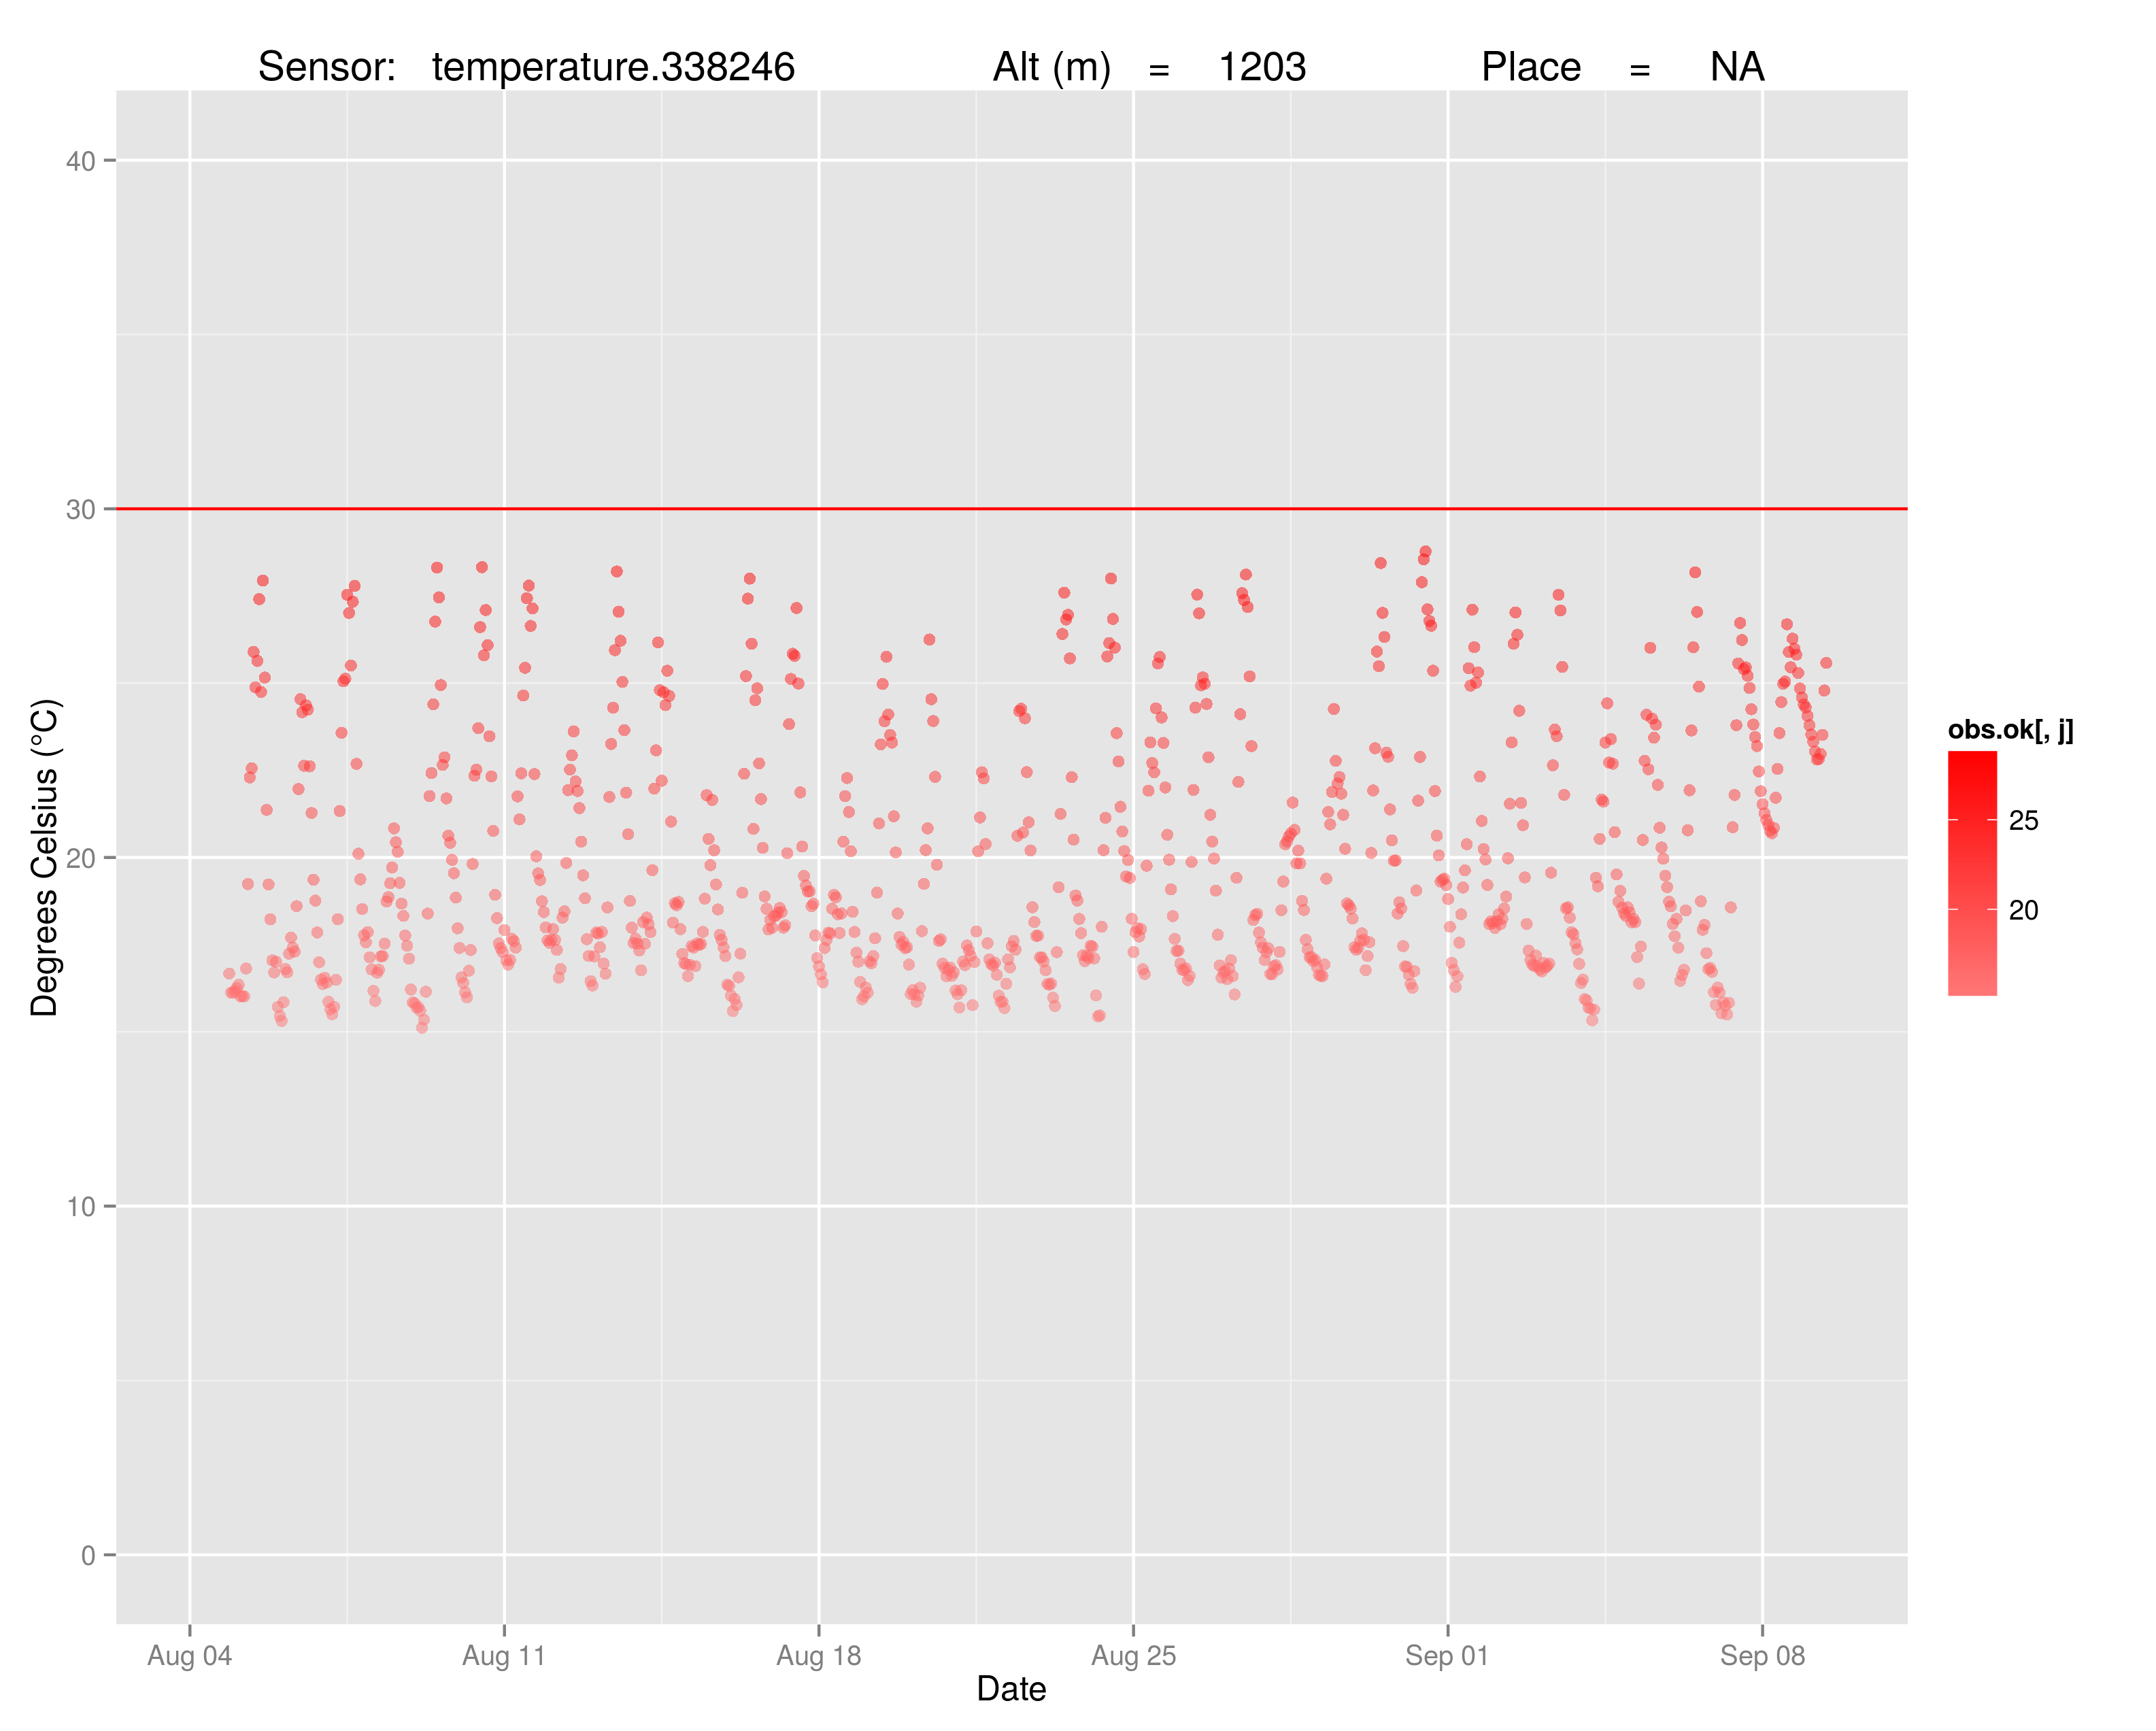 Sensor: temperature.338246 Alt (m) = 1203 Place = NA
40
30
20
10
0
Degrees Celsius (°C)
Aug 04 Aug 11 Aug 18 Aug 25 Sep 01 Sep 08
Date
obs.ok[, j]
25
20